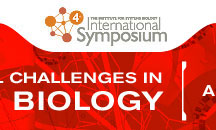 4
THE INSTITUTE FOR SYSTEMS BIOLOGY
International
Symposium
CHALLENGES IN
BIOLOGY
A